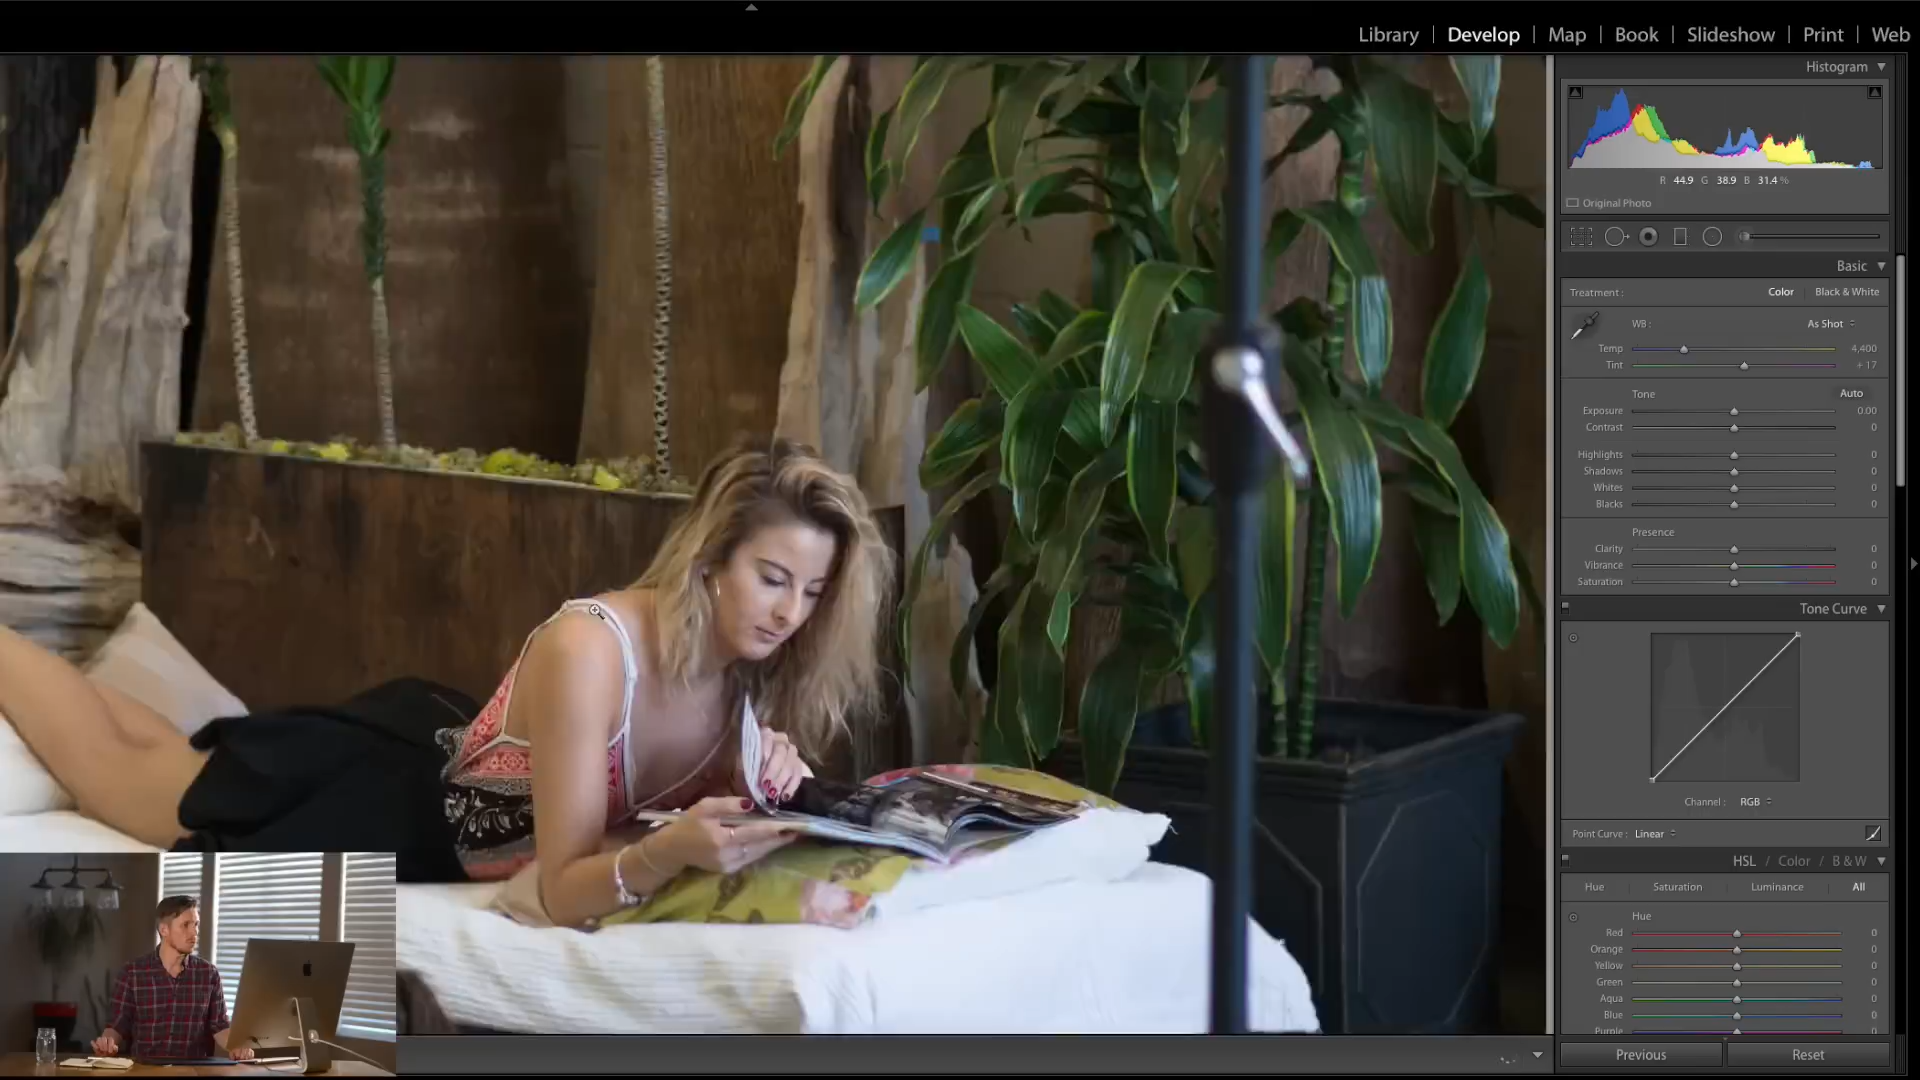 Library | Develop | Map | Book | Slideshow | Print | Web
Histogram
R 44.9 G 38.9 B 31.4 %
Original Photo
Basic
Treatment : Color | Black & White
WB : As Shot
Temp 4,400
Tint + 17
Tone Auto
Exposure 0.00
Contrast 0
Highlights 0
Shadows 0
Whites 0
Blacks 0
Presence
Clarity 0
Vibrance 0
Saturation 0
Tone Curve
Channel : RGB
Point Curve : Linear
HSL / Color / B & W
Hue Saturation Luminance All
Hue
Red 0
Orange 0
Yellow 0
Green 0
Aqua 0
Blue 0
Purple
Previous Reset